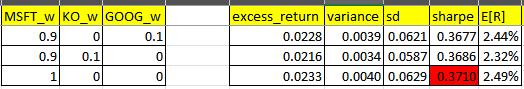 MSFT_w KO_w GOOG_w excess_return variance sd sharpe E[R]
0.9 0 0.1 0.0228 0.0039 0.0621 0.3677 2.44%
0.9 0.1 0 0.0216 0.0034 0.0587 0.3686 2.32%
1 0 0 0.0233 0.0040 0.0629 0.3710 2.49%